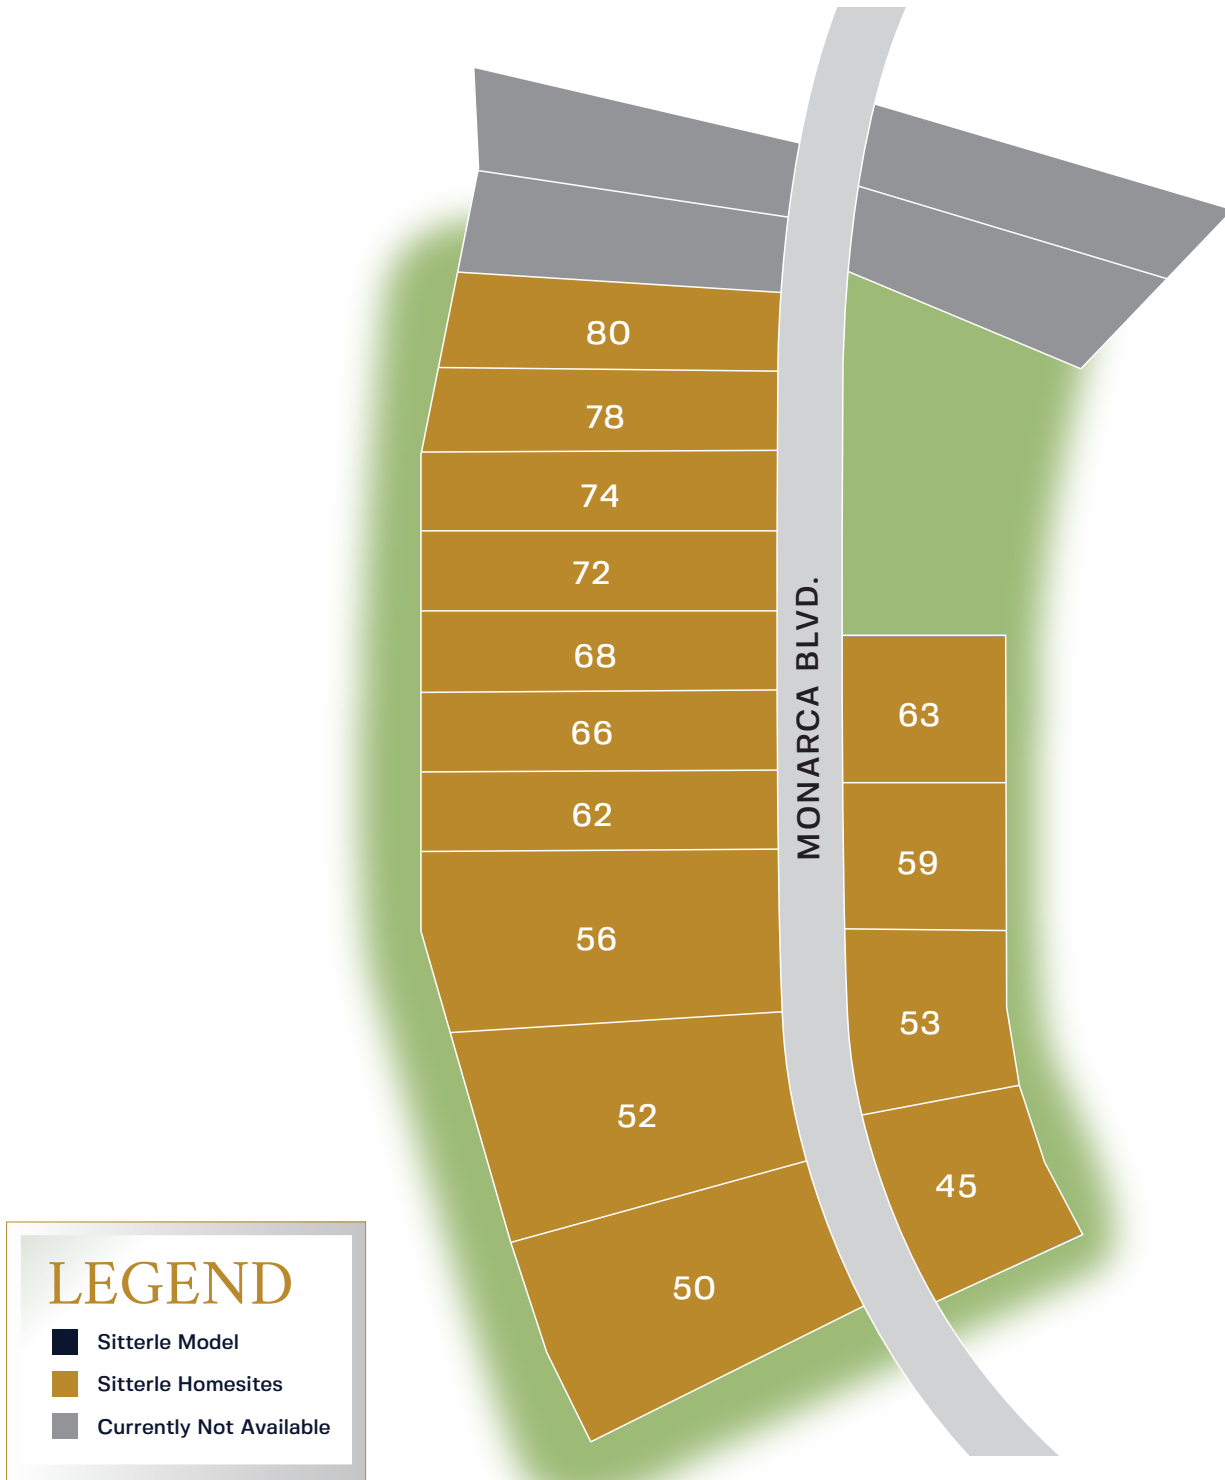 80
78
74
72
68
66
62
56
52
50
MONARCA BLVD.
63
59
53
45
LEGEND
Sitterle Model
Sitterle Homesites
Currently Not Available